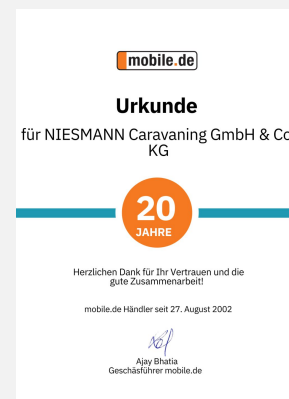 mobile.de
Urkunde
für NIESMANN Caravaning GmbH & Co
KG
20
JAHRE
Herzlichen Dank für Ihr Vertrauen und die
gute Zusammenarbeit!
mobile.de Händler seit 27. August 2002
Ajay Bhatia
Geschäsführer mobile.de